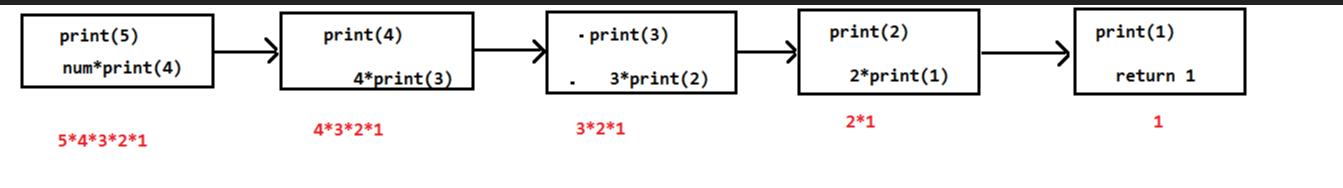 print(5)
num*print(4)
print(4)
4*print(3)
print(3)
3*print(2)
print(2)
2*print(1)
print(1)
return 1
5*4*3*2*1
4*3*2*1
3*2*1
2*1
1